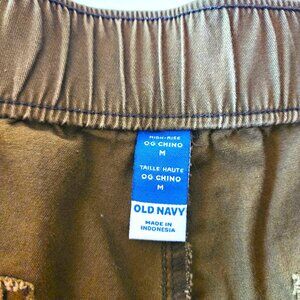 HIGH-RISE
OG CHINO
M
TAILLE HAUTE
OG CHINO
M
OLD NAVY
MADE IN
INDONESIA